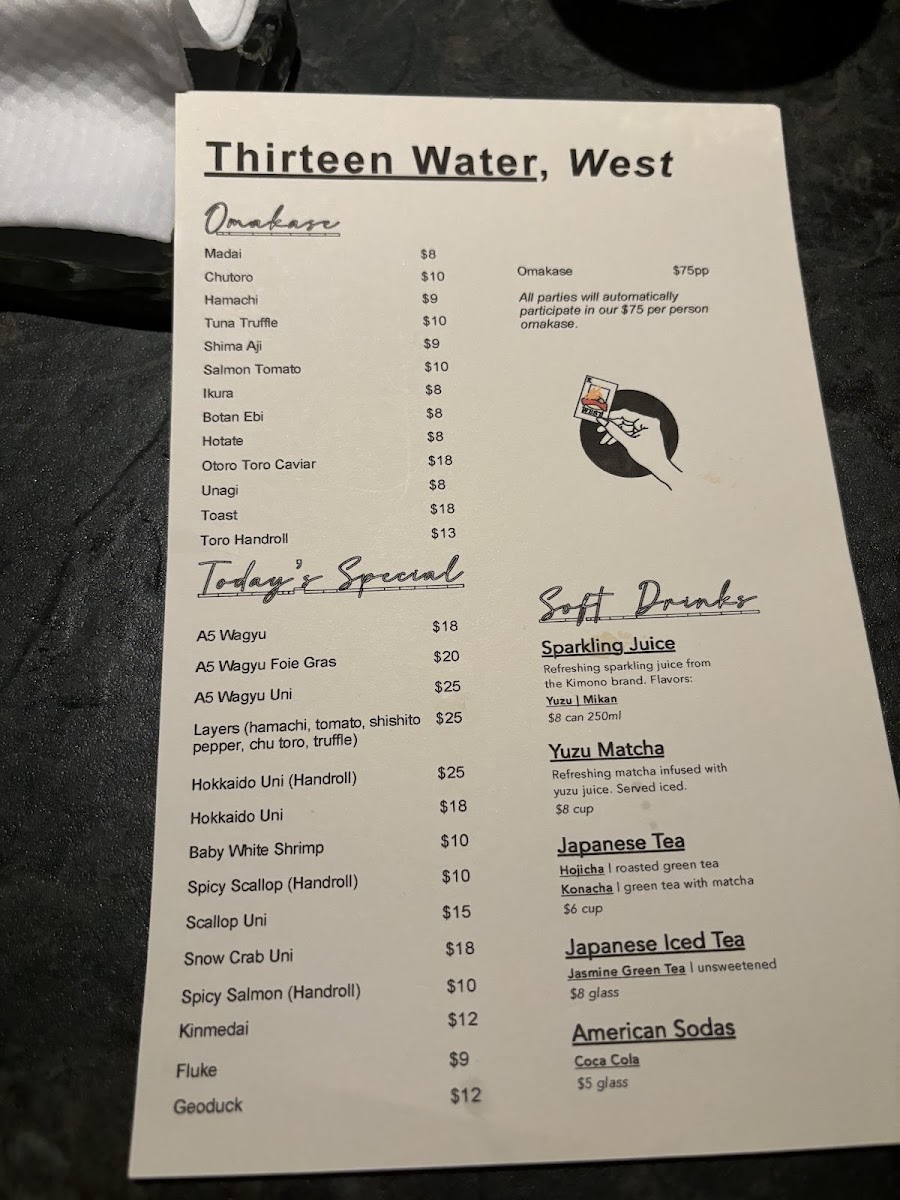 Thirteen Water, West
Omakase
Madai $8
Chutoro $10
Hamachi $9
Tuna Truffle $10
Shima Aji $9
Salmon Tomato $10
Ikura $8
Botan Ebi $8
Hotate $8
Otoro Toro Caviar $18
Unagi $8
Toast $18
Toro Handroll $13
Omakase $75pp
All parties will automatically
participate in our $75 per person
omakase.
WEST
Today's Special
A5 Wagyu $18
A5 Wagyu Foie Gras $20
A5 Wagyu Uni $25
Layers (hamachi, tomato, shishito $25
pepper, chu toro, truffle)
Hokkaido Uni (Handroll) $25
Hokkaido Uni $18
Baby White Shrimp $10
Spicy Scallop (Handroll) $10
Scallop Uni $15
Snow Crab Uni $18
Spicy Salmon (Handroll) $10
Kinmedai $12
Fluke $9
Geoduck $12
Soft Drinks
Sparkling Juice
Refreshing sparkling juice from
the Kimono brand. Flavors:
Yuzu | Mikan
$8 can 250ml
Yuzu Matcha
Refreshing matcha infused with
yuzu juice. Served iced.
$8 cup
Japanese Tea
Hojicha | roasted green tea
Konacha | green tea with matcha
$6 cup
Japanese Iced Tea
Jasmine Green Tea | unsweetened
$8 glass
American Sodas
Coca Cola
$5 glass